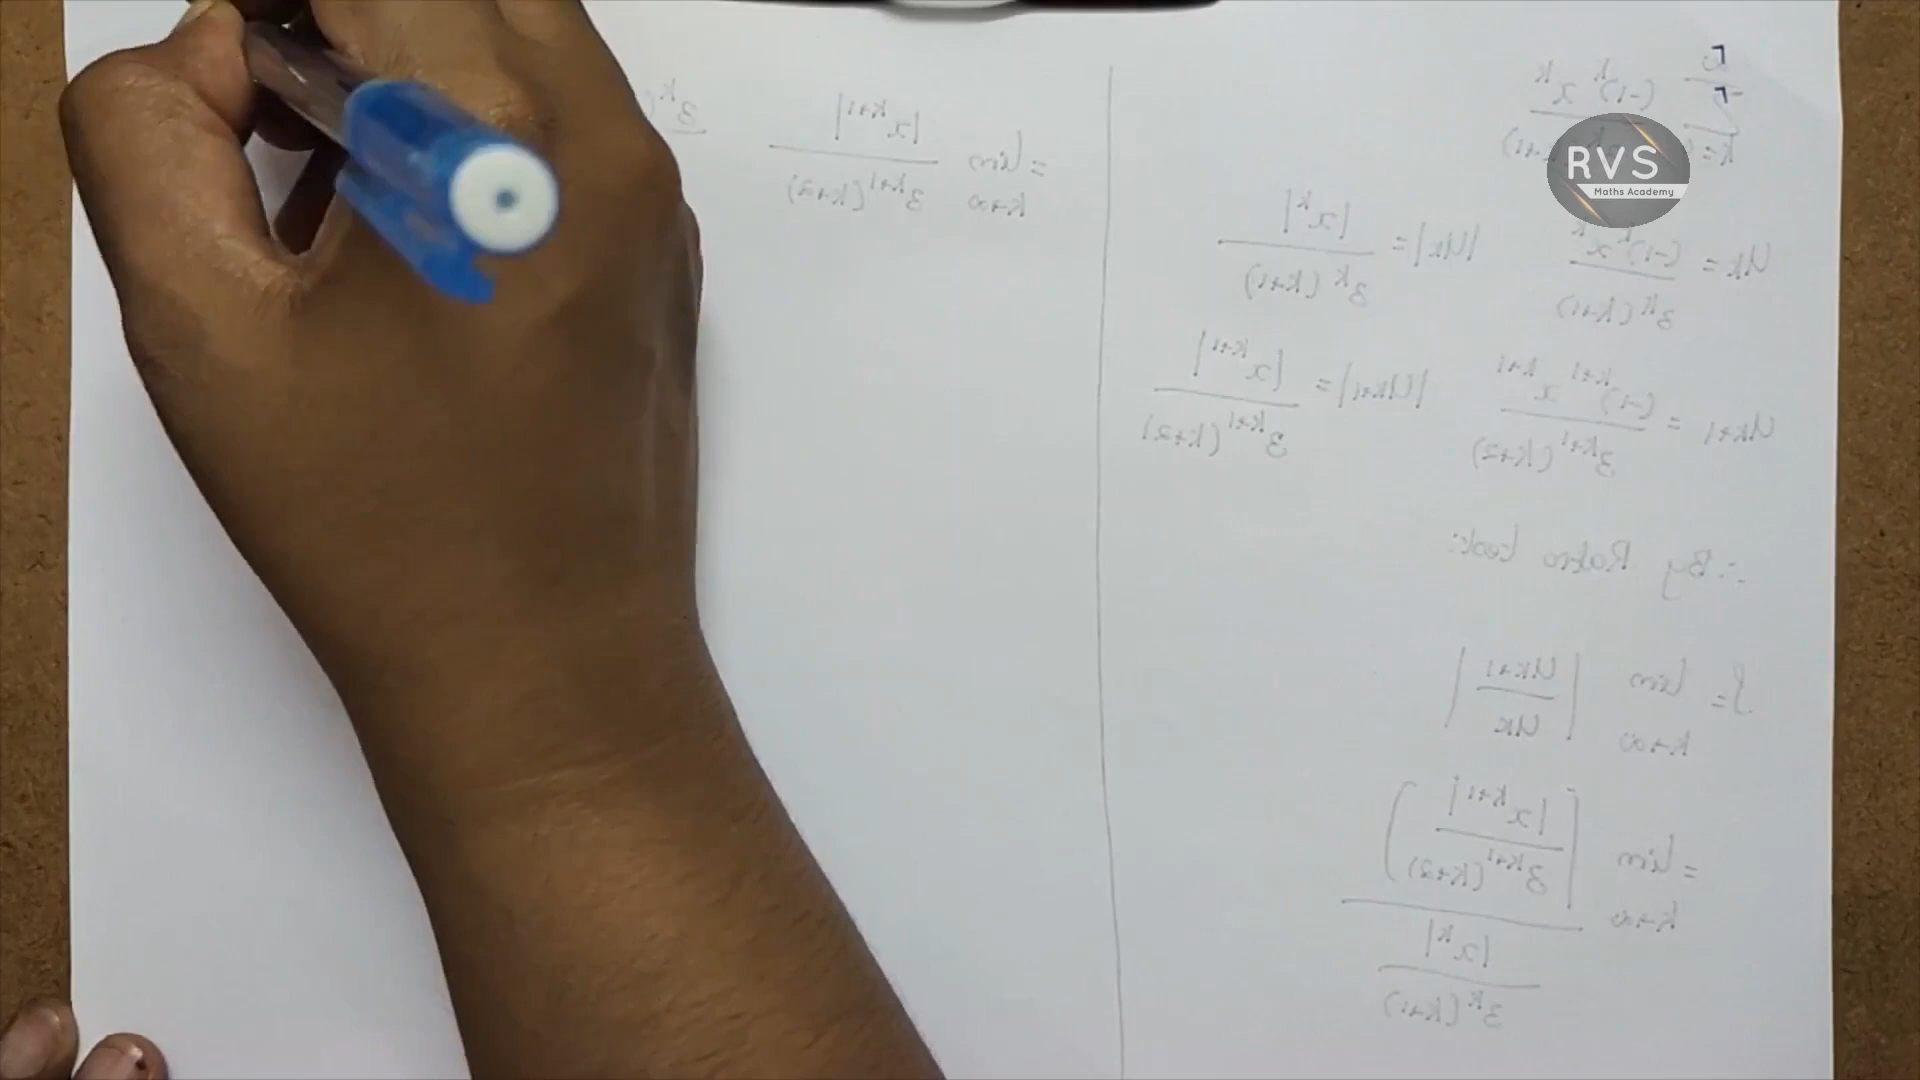 ∑ (-1)^k x^k
k=
U_k = (-1)^k x^k / 3^k (k+1)   |U_k| = |x^k| / 3^k (k+1)
U_{k+1} = (-1)^{k+1} x^{k+1} / 3^{k+1} (k+2)   |U_{k+1}| = |x^{k+1}| / 3^{k+1} (k+2)
∴ By Ratio test:
ρ = lim_{k→∞} | U_{k+1} / U_k |
= lim_{k→∞} [ |x^{k+1}| / 3^{k+1} (k+2) ] / |x^k| / 3^k (k+1)
= lim_{k→∞} |x^{k+1}| / 3^{k+1} (k+2)   3^k (
RVS
Maths Academy